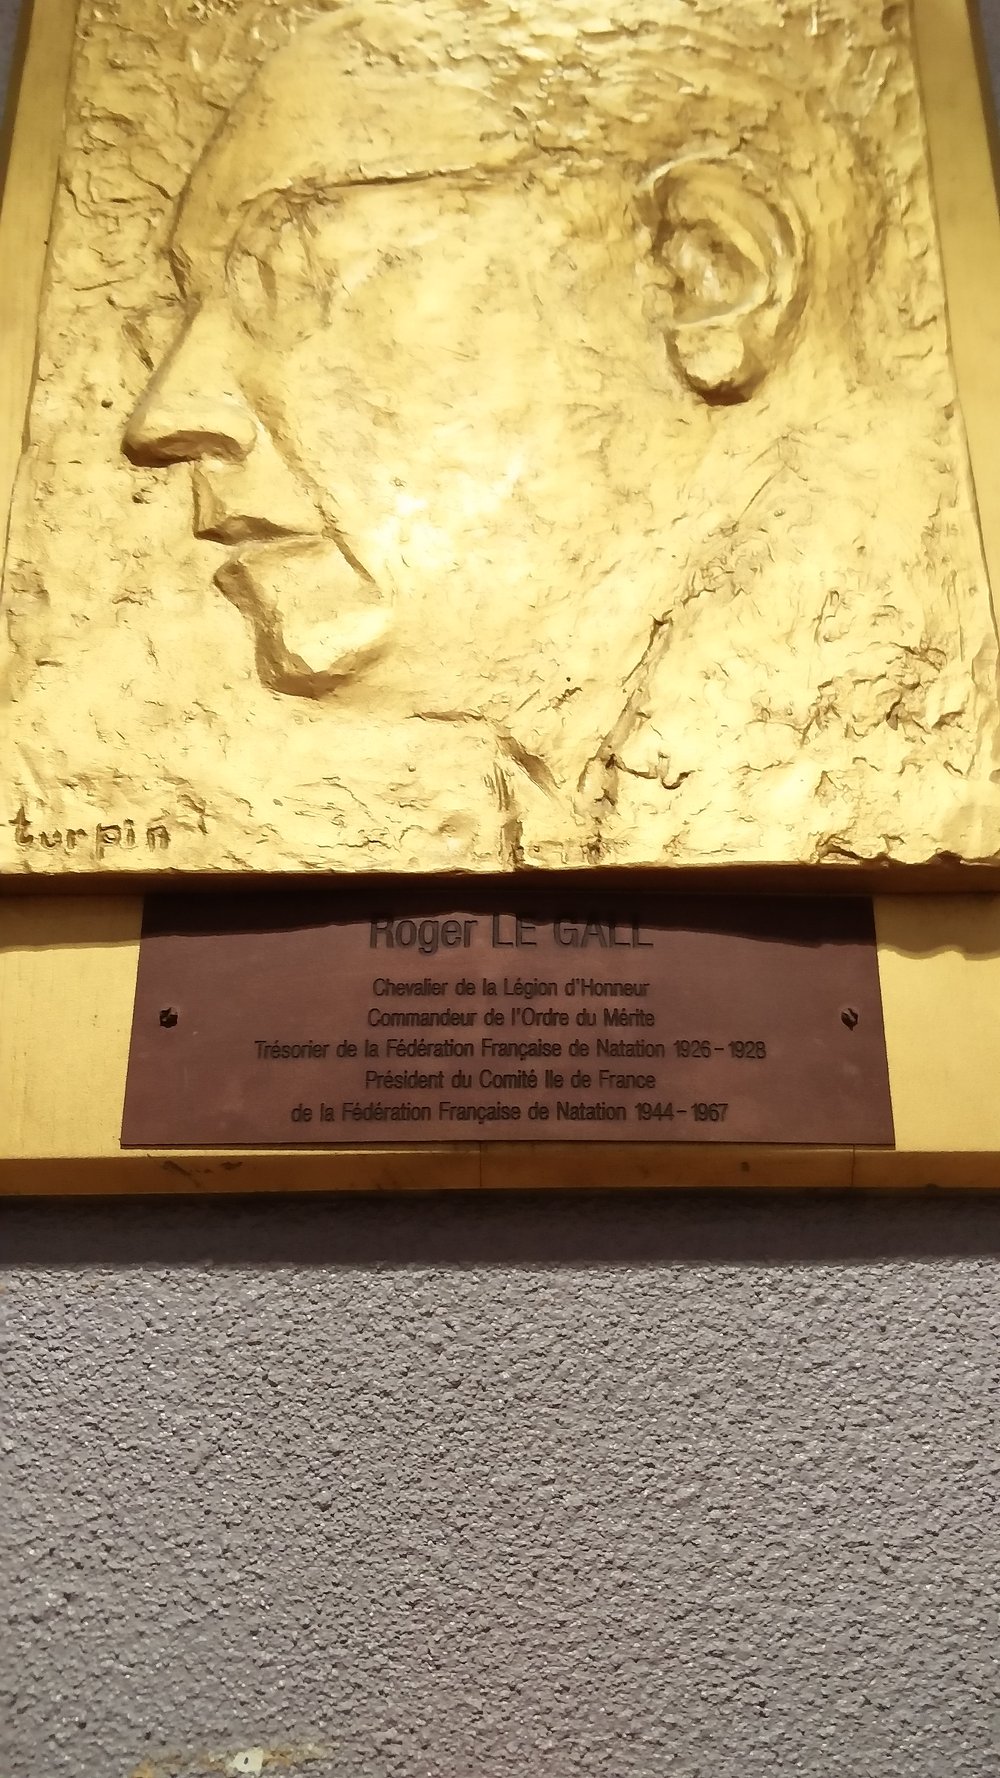 turpin
Roger LE GALL
Chevalier de la Légion d'Honneur
Commandeur de l'Ordre du Mérite
Trésorier de la Fédération Française de Natation 1926-1928
Président du Comité Ile de France
de la Fédération Française de Natation 1944-1967